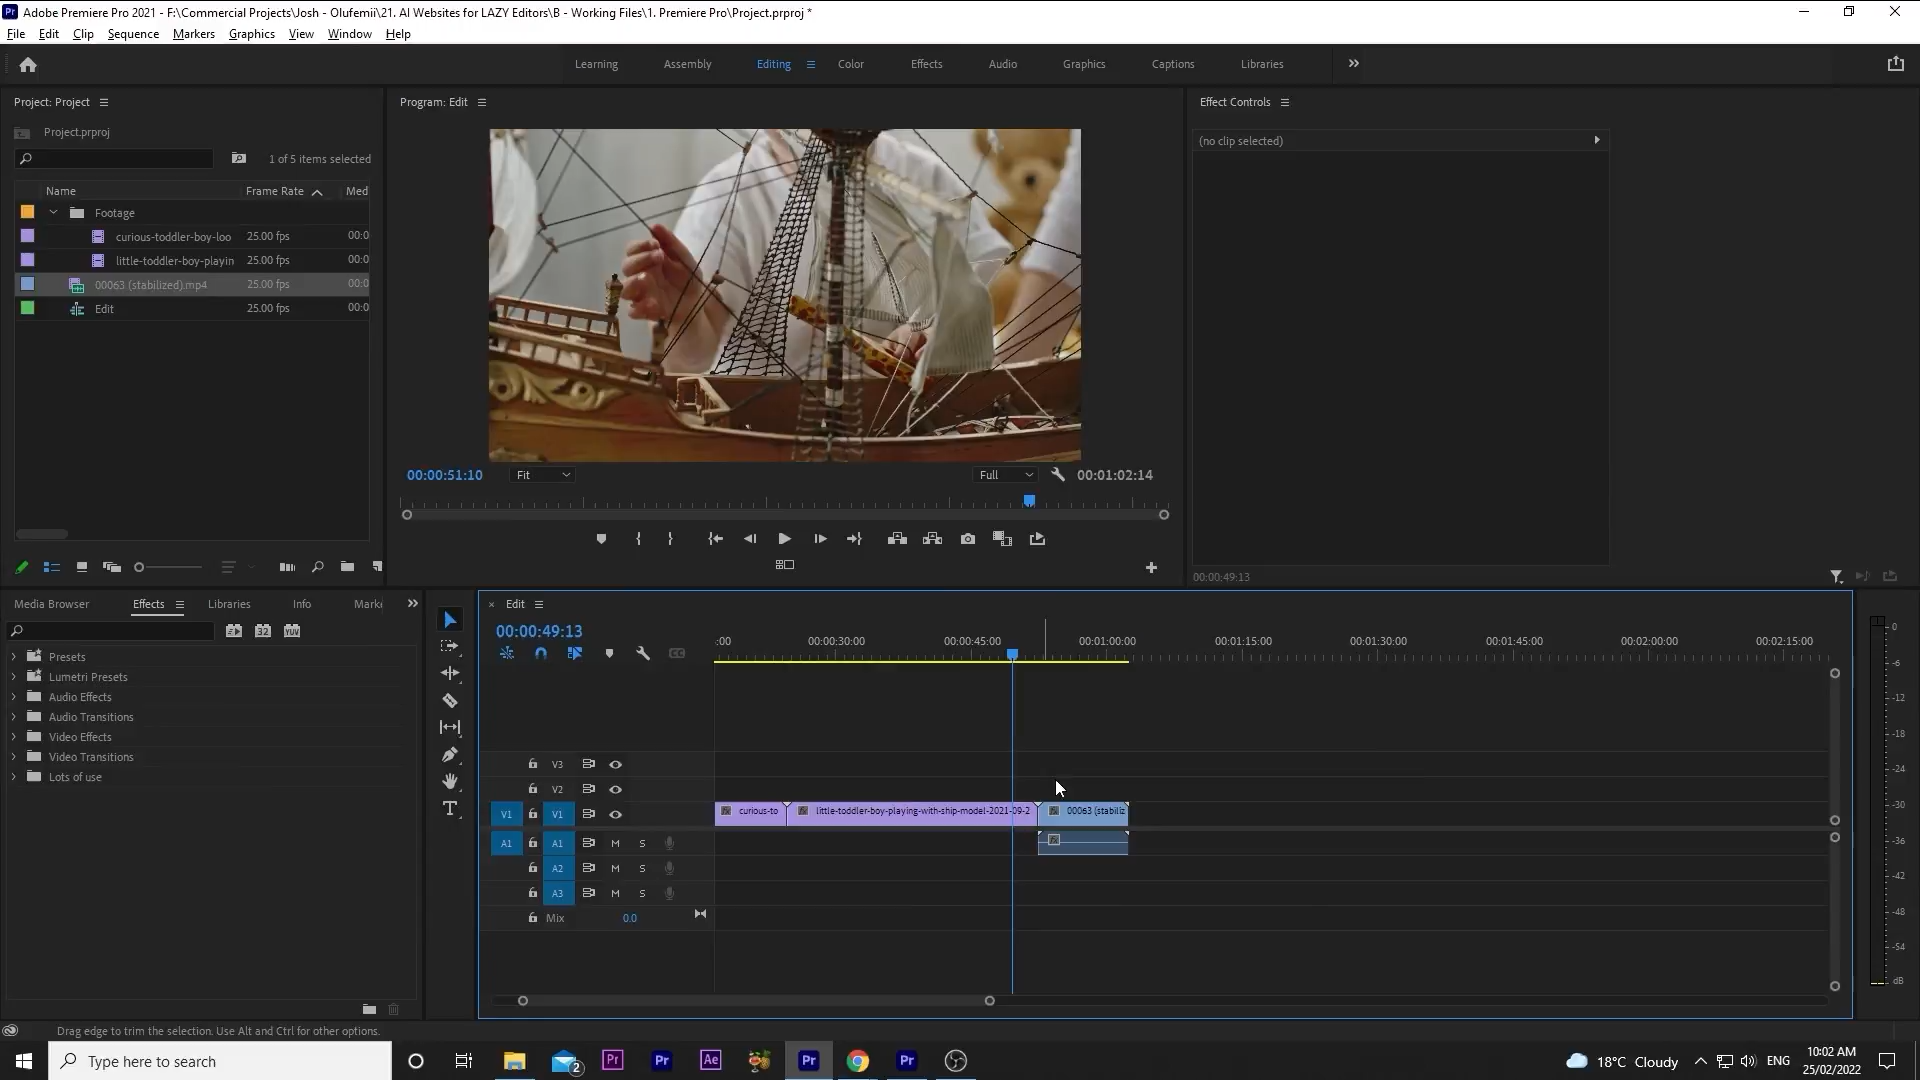 Adobe Premiere Pro 2021 - F:\Commercial Projects\Josh - Olufemii\21. AI Websites for LAZY Editors\B - Working Files\1. Premiere Pro\Project.prproj *
File Edit Clip Sequence Markers Graphics View Window Help
Learning Assembly Editing Color Effects Audio Graphics Captions Libraries
Project: Project
Project.prproj
1 of 5 items selected
Name Frame Rate Med
Footage
curious-toddler-boy-loo 25.00 fps 00:0
little-toddler-boy-playin 25.00 fps 00:0
00063 (stabilized).mp4 25.00 fps 00:0
Edit 25.00 fps 00:0
Program: Edit
00:00:51:10 Fit Full 00:01:02:14
Effect Controls
(no clip selected)
00:00:49:13
Media Browser Effects Libraries Info Mark
32 YUV
Presets
Lumetri Presets
Audio Effects
Audio Transitions
Video Effects
Video Transitions
Lots of use
Edit
00:00:49:13
:00 00:00:30:00 00:00:45:00 00:01:00:00 00:01:15:00 00:01:30:00 00:01:45:00 00:02:00:00 00:02:15:00
V3
V2
V1 V1 curious-to little-toddler-boy-playing-with-ship-model-2021-09-2 00063 (stabiliz
A1 A1 M S
A2 M S
A3 M S
Mix 0.0
0
-6
-12
-18
-24
-30
-36
-42
-48
-54
dB
Drag edge to trim the selection. Use Alt and Ctrl for other options.
Type here to search
2
Pr Pr Ae Pr Pr
18°C Cloudy ENG
10:02 AM
25/02/2022